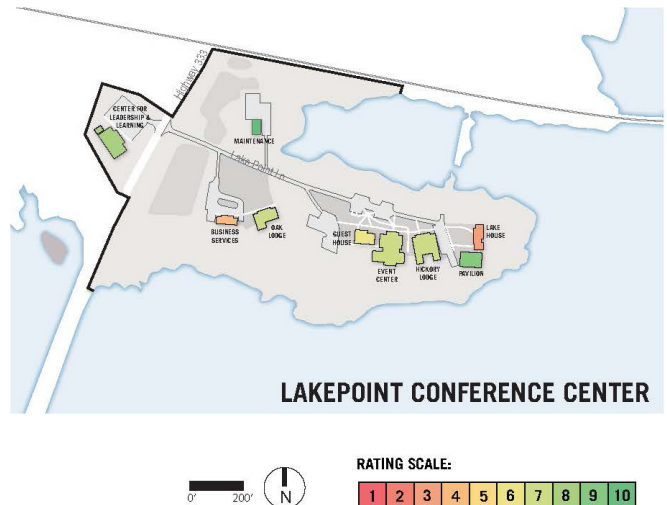 Highway 333
CENTER FOR
LEADERSHIP &
LEARNING
MAINTENANCE
Lake Point Ln
BUSINESS
SERVICES
OAK
LODGE
GUEST
HOUSE
EVENT
CENTER
HICKORY
LODGE
LAKE
HOUSE
PAVILION
LAKEPOINT CONFERENCE CENTER
0' 200'
N
RATING SCALE:
1 2 3 4 5 6 7 8 9 10